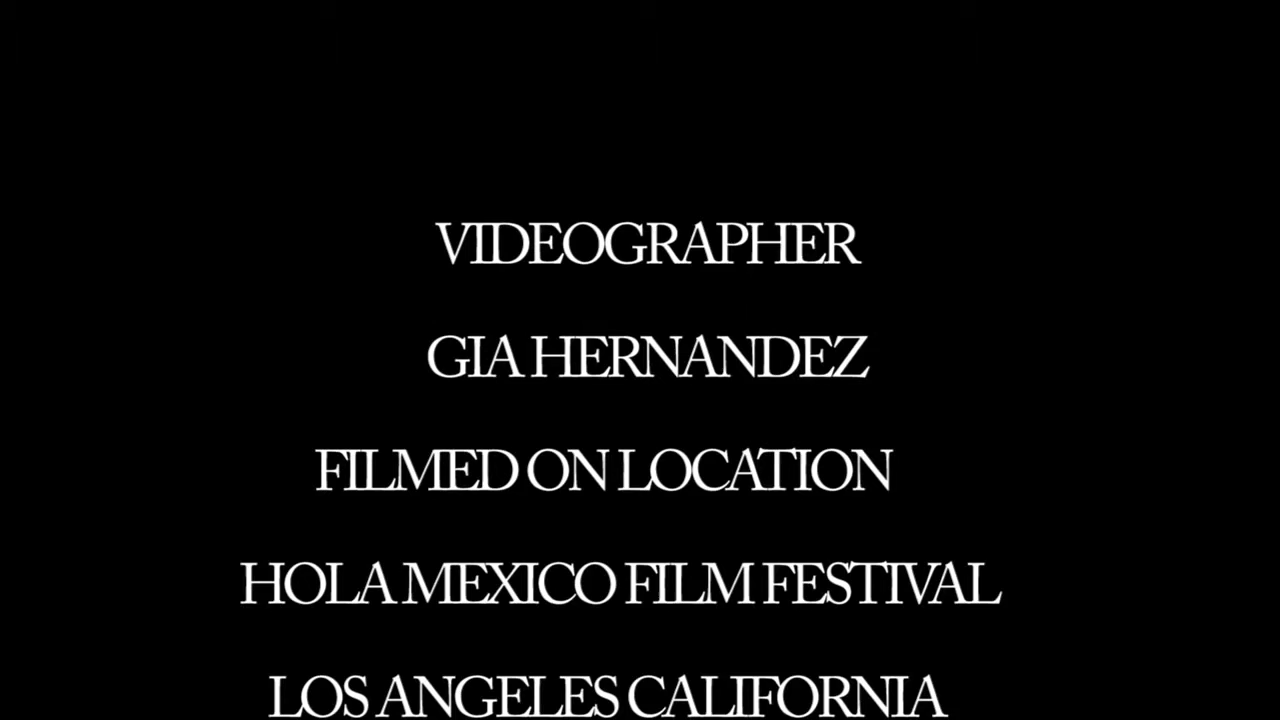 VIDEOGRAPHER
GIA HERNANDEZ
FILMED ON LOCATION
HOLA MEXICO FILM FESTIVAL
LOS ANGELES CALIFORNIA